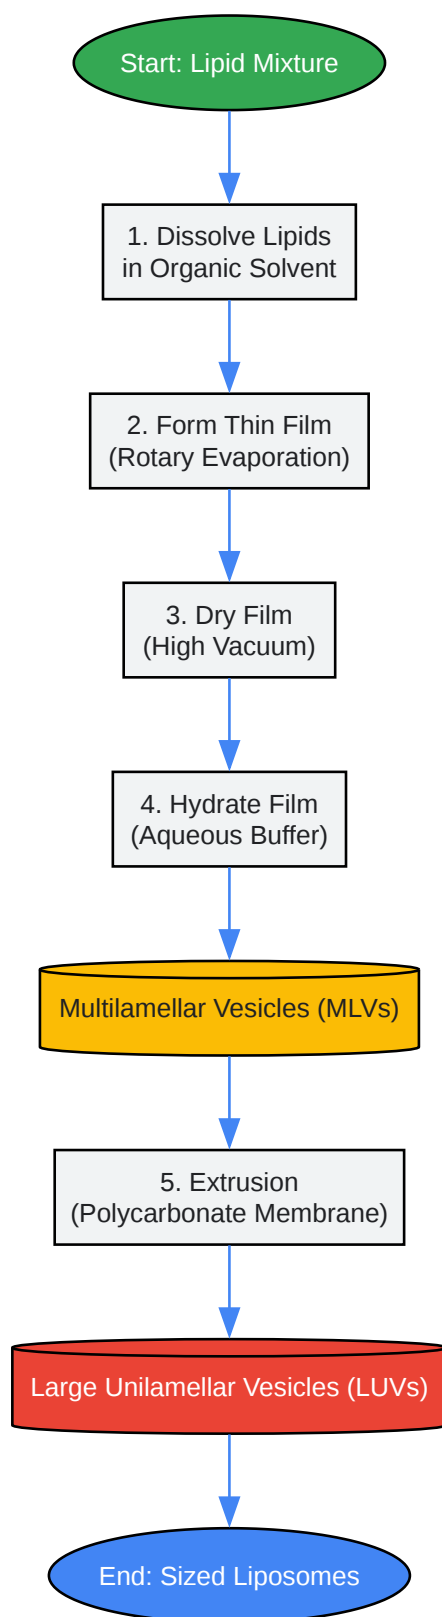 Start: Lipid Mixture
1. Dissolve Lipids
in Organic Solvent
2. Form Thin Film
(Rotary Evaporation)
3. Dry Film
(High Vacuum)
4. Hydrate Film
(Aqueous Buffer)
Multilamellar Vesicles (MLVs)
5. Extrusion
(Polycarbonate Membrane)
Large Unilamellar Vesicles (LUVs)
End: Sized Liposomes